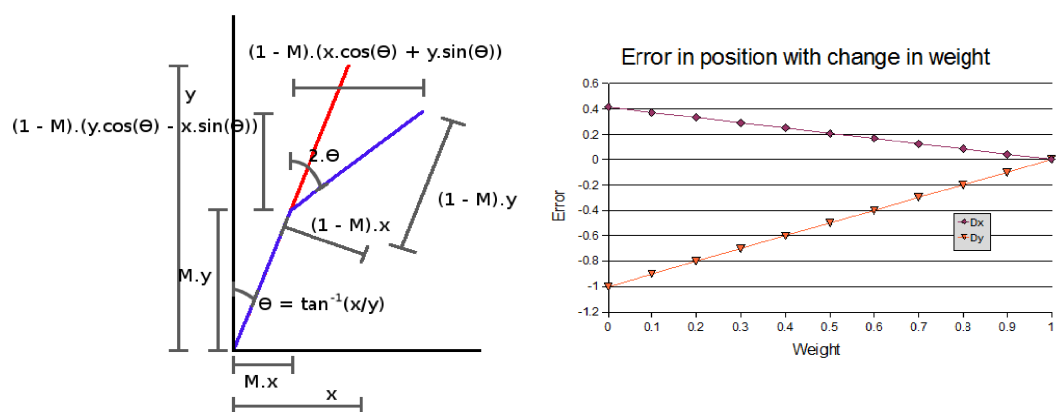 (1 - M).(x.cos(Θ) + y.sin(Θ))
y
(1 - M).(y.cos(Θ) - x.sin(Θ))
2.Θ
(1 - M).y
(1 - M).x
M.y
Θ = tan⁻¹(x/y)
M.x
x
Error in position with change in weight
0.6
0.4
0.2
0
-0.2
-0.4
-0.6
-0.8
-1
-1.2
Error
Dx
Dy
0 0.1 0.2 0.3 0.4 0.5 0.6 0.7 0.8 0.9 1
Weight